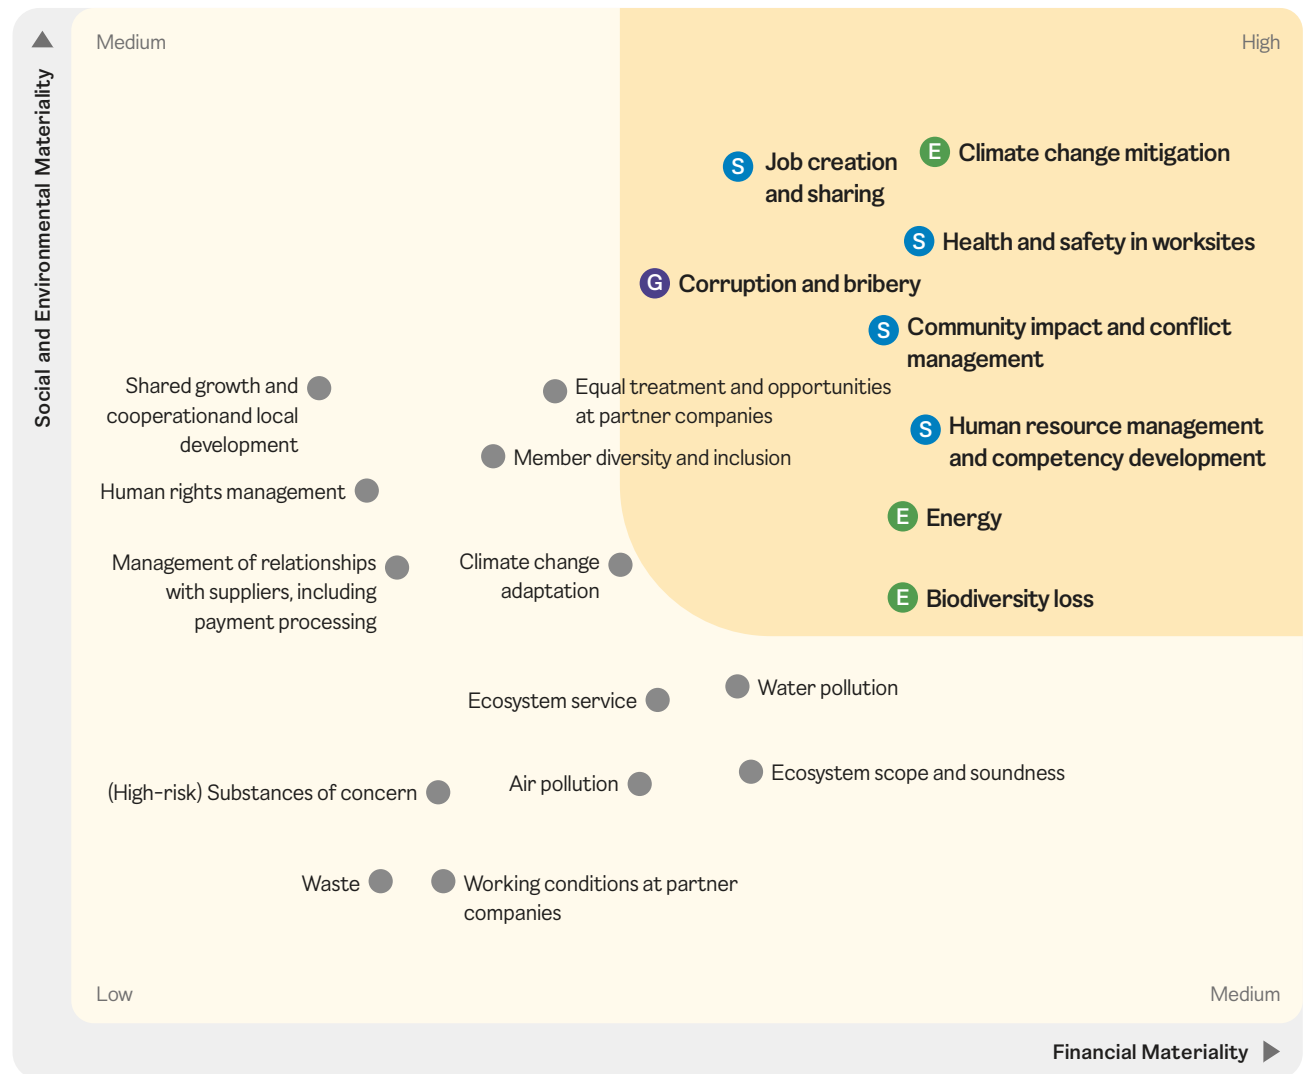 Social and Environmental Materiality
Medium
High
S
Job creation
and sharing
E
Climate change mitigation
S
Health and safety in worksites
G
Corruption and bribery
S
Community impact and conflict
management
Shared growth and
cooperationand local
development
Equal treatment and opportunities
at partner companies
S
Human resource management
and competency development
Member diversity and inclusion
Human rights management
E
Energy
Management of relationships
with suppliers, including
payment processing
Climate change
adaptation
E
Biodiversity loss
Ecosystem service
Water pollution
(High-risk) Substances of concern
Air pollution
Ecosystem scope and soundness
Waste
Working conditions at partner
companies
Low
Medium
Financial Materiality